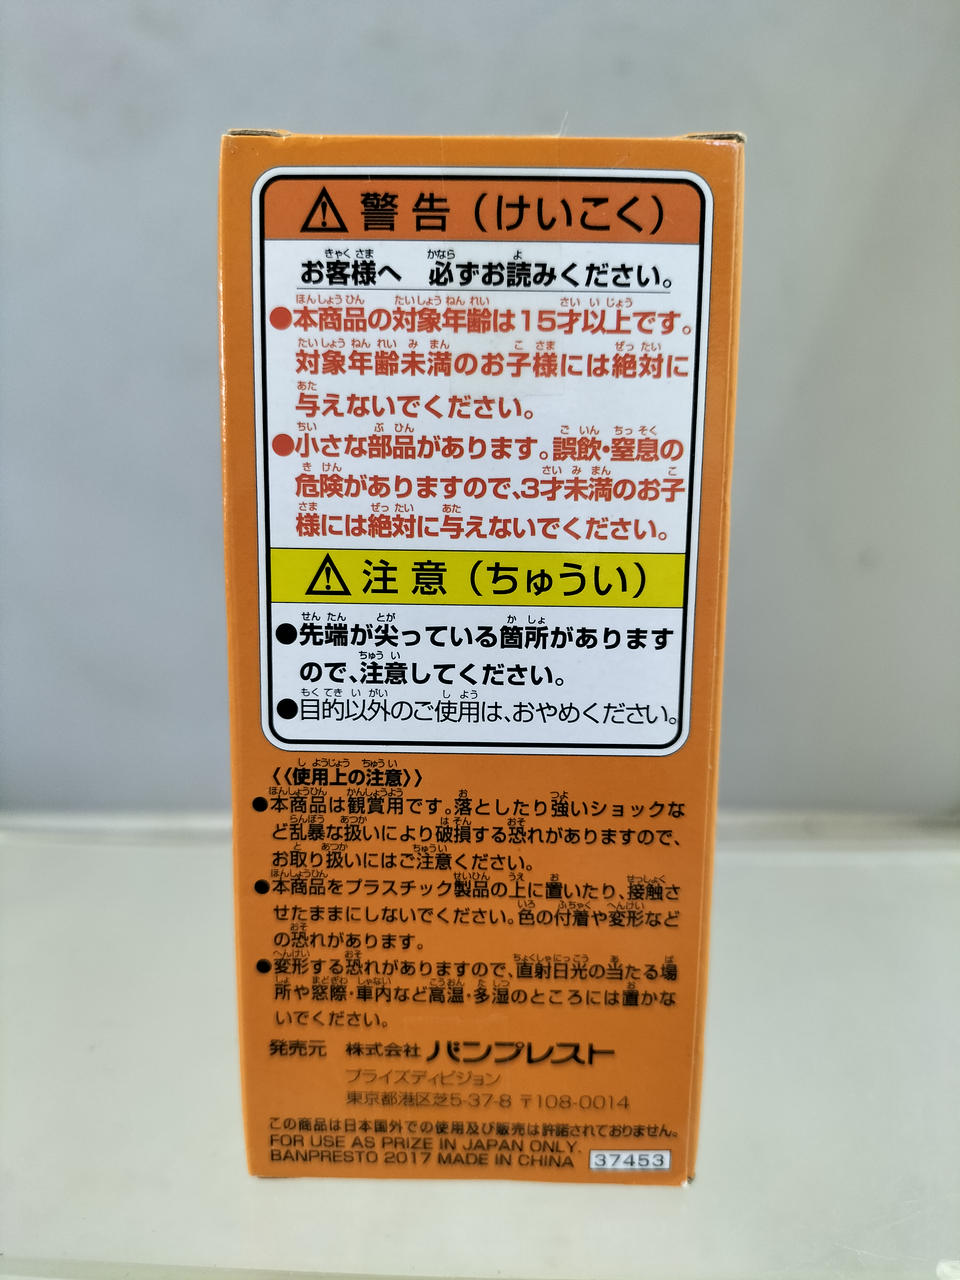 ⚠ 警告（けいこく）
お客様へ 必ずお読みください。
●本商品の対象年齢は15才以上です。
対象年齢未満のお子様には絶対に
与えないでください。
●小さな部品があります。誤飲・窒息の
危険がありますので、3才未満のお子
様には絶対に与えないでください。
⚠ 注意（ちゅうい）
●先端が尖っている箇所があります
ので、注意してください。
●目的以外のご使用は、おやめください。
《使用上の注意》
●本商品は観賞用です。落としたり強いショックな
ど乱暴な扱いにより破損する恐れがありますので、
お取り扱いにはご注意ください。
●本商品をプラスチック製品の上に置いたり、接触さ
せたままにしないでください。色の付着や変形など
の恐れがあります。
●変形する恐れがありますので、直射日光の当たる場
所や窓際・車内など高温・多湿のところには置かな
いでください。
発売元 株式会社 バンプレスト
プライズディビジョン
東京都港区芝5-37-8 〒108-0014
この商品は日本国外での使用及び販売は許諾されておりません。
FOR USE AS PRIZE IN JAPAN ONLY.
BANPRESTO 2017 MADE IN CHINA 37453